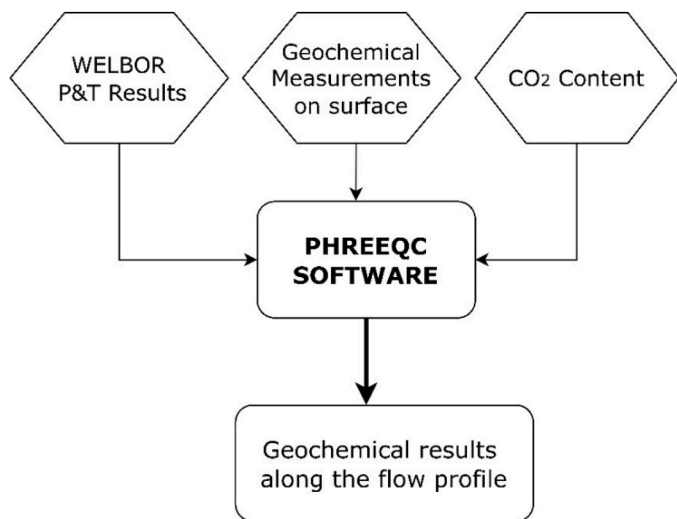 WELBOR
P&T Results
Geochemical
Measurements
on surface
CO2 Content
PHREEQC
SOFTWARE
Geochemical results
along the flow profile